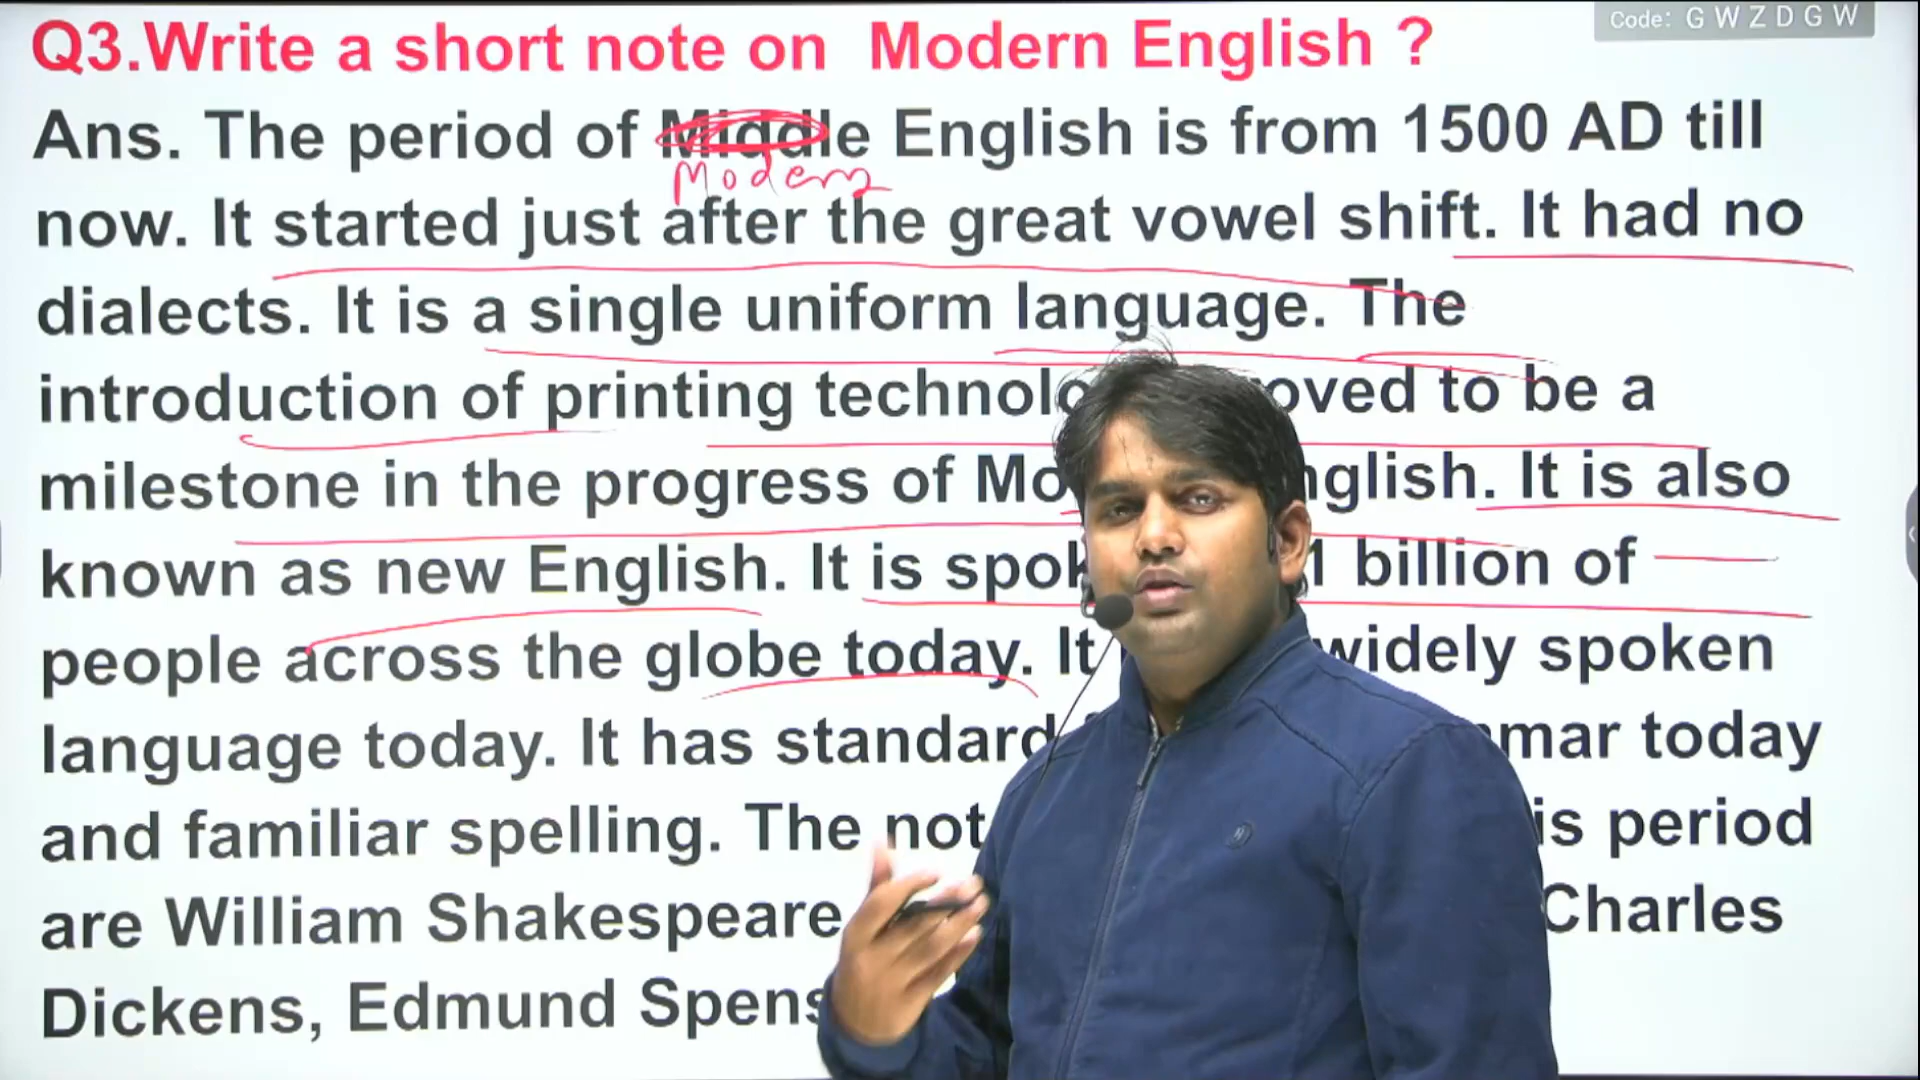 Code: G W Z D G W
Q3.Write a short note on Modern English ?
Ans. The period of Middle English is from 1500 AD till
Modern
now. It started just after the great vowel shift. It had no
dialects. It is a single uniform language. The
introduction of printing technolo oved to be a
milestone in the progress of Mo nglish. It is also
known as new English. It is spok 1 billion of
people across the globe today. It widely spoken
language today. It has standard mar today
and familiar spelling. The not is period
are William Shakespeare Charles
Dickens, Edmund Spens